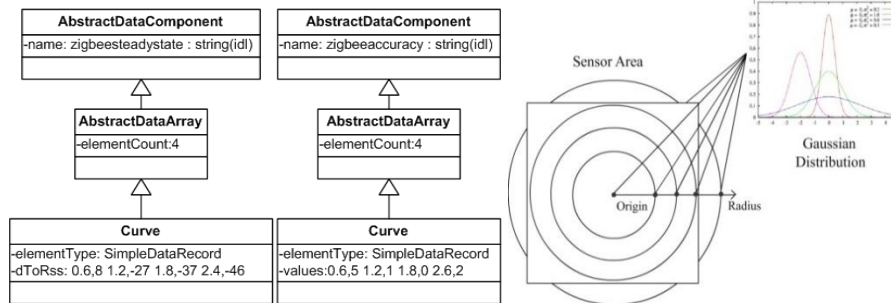 AbstractDataComponent
-name: zigbeesteadystate : string(idl)
AbstractDataArray
-elementCount:4
Curve
-elementType: SimpleDataRecord
-dToRss: 0.6,8 1.2,-27 1.8,-37 2.4,-46
AbstractDataComponent
-name: zigbeeaccuracy : string(idl)
AbstractDataArray
-elementCount:4
Curve
-elementType: SimpleDataRecord
-values:0.6,5 1.2,1 1.8,0 2.6,2
Sensor Area
Origin
Radius
Gaussian
Distribution